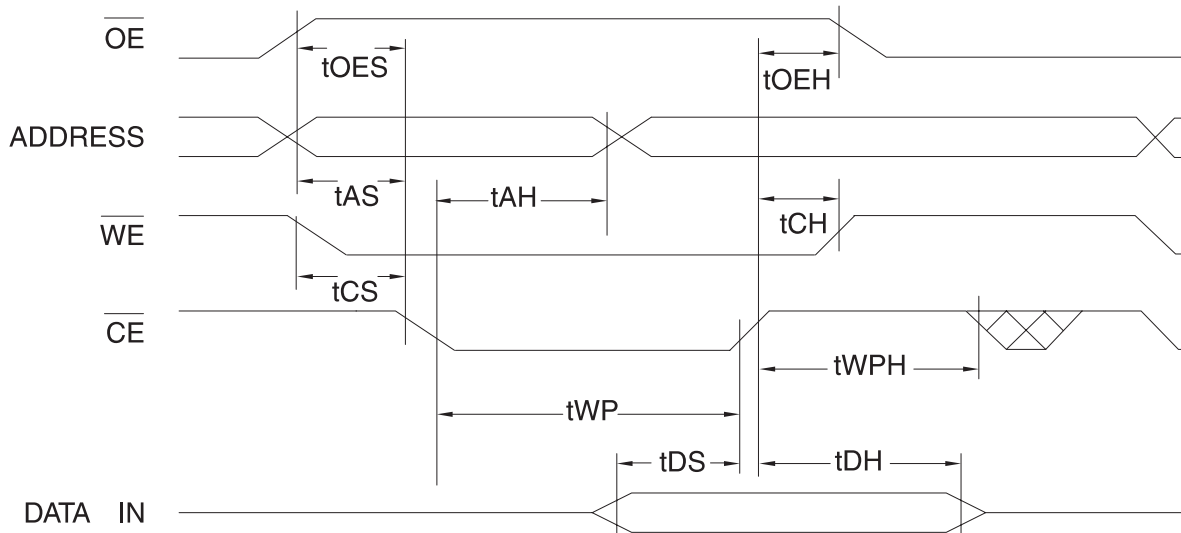 OE
tOES
tOEH
ADDRESS
tAS
tAH
tCH
WE
tCS
CE
tWPH
tWP
tDS
tDH
DATA IN